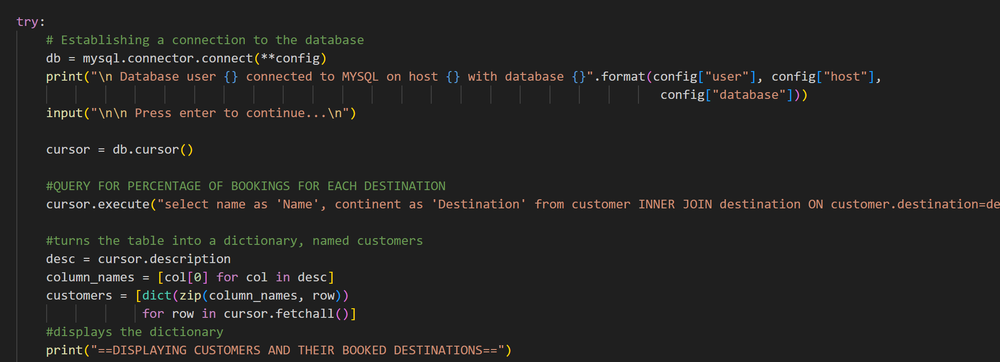 try:
    # Establishing a connection to the database
    db = mysql.connector.connect(**config)
    print("\n Database user {} connected to MYSQL on host {} with database {}".format(config["user"], config["host"],
                                                                                   config["database"]))
    input("\n\n Press enter to continue...\n")

    cursor = db.cursor()

    #QUERY FOR PERCENTAGE OF BOOKINGS FOR EACH DESTINATION
    cursor.execute("select name as 'Name', continent as 'Destination' from customer INNER JOIN destination ON customer.destination=de

    #turns the table into a dictionary, named customers
    desc = cursor.description
    column_names = [col[0] for col in desc]
    customers = [dict(zip(column_names, row))
                 for row in cursor.fetchall()]
    #displays the dictionary
    print("==DISPLAYING CUSTOMERS AND THEIR BOOKED DESTINATIONS==")